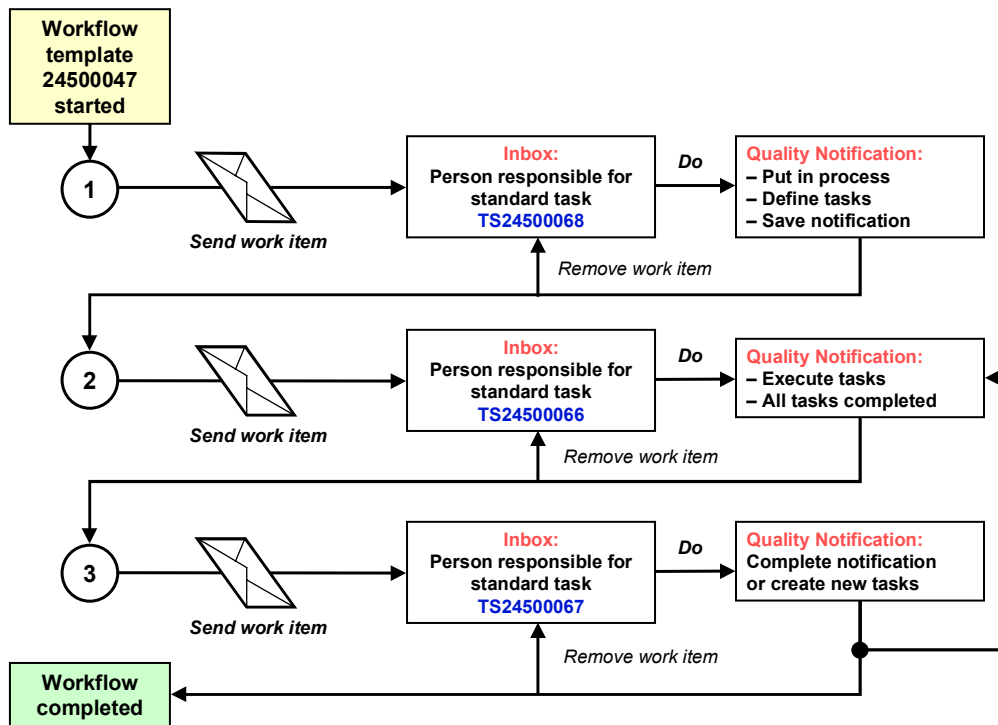 Workflow
template
24500047
started
1
Send work item
Inbox:
Person responsible for
standard task
TS24500068
Do
Quality Notification:
– Put in process
– Define tasks
– Save notification
Remove work item
2
Send work item
Inbox:
Person responsible for
standard task
TS24500066
Do
Quality Notification:
– Execute tasks
– All tasks completed
Remove work item
3
Send work item
Inbox:
Person responsible for
standard task
TS24500067
Do
Quality Notification:
Complete notification
or create new tasks
Remove work item
Workflow
completed